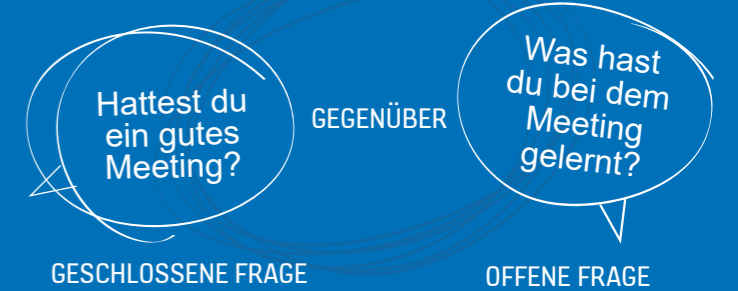 Hattest du
ein gutes
Meeting?
GEGENÜBER
Was hast
du bei dem
Meeting
gelernt?
GESCHLOSSENE FRAGE
OFFENE FRAGE